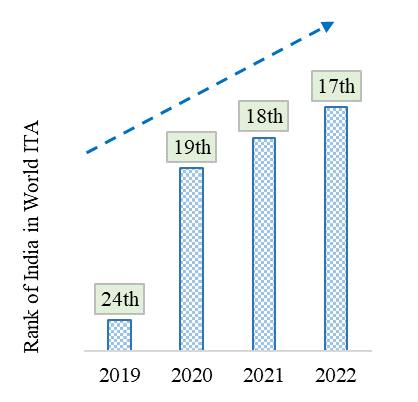 Rank of India in World ITA
24th
19th
18th
17th
2019
2020
2021
2022